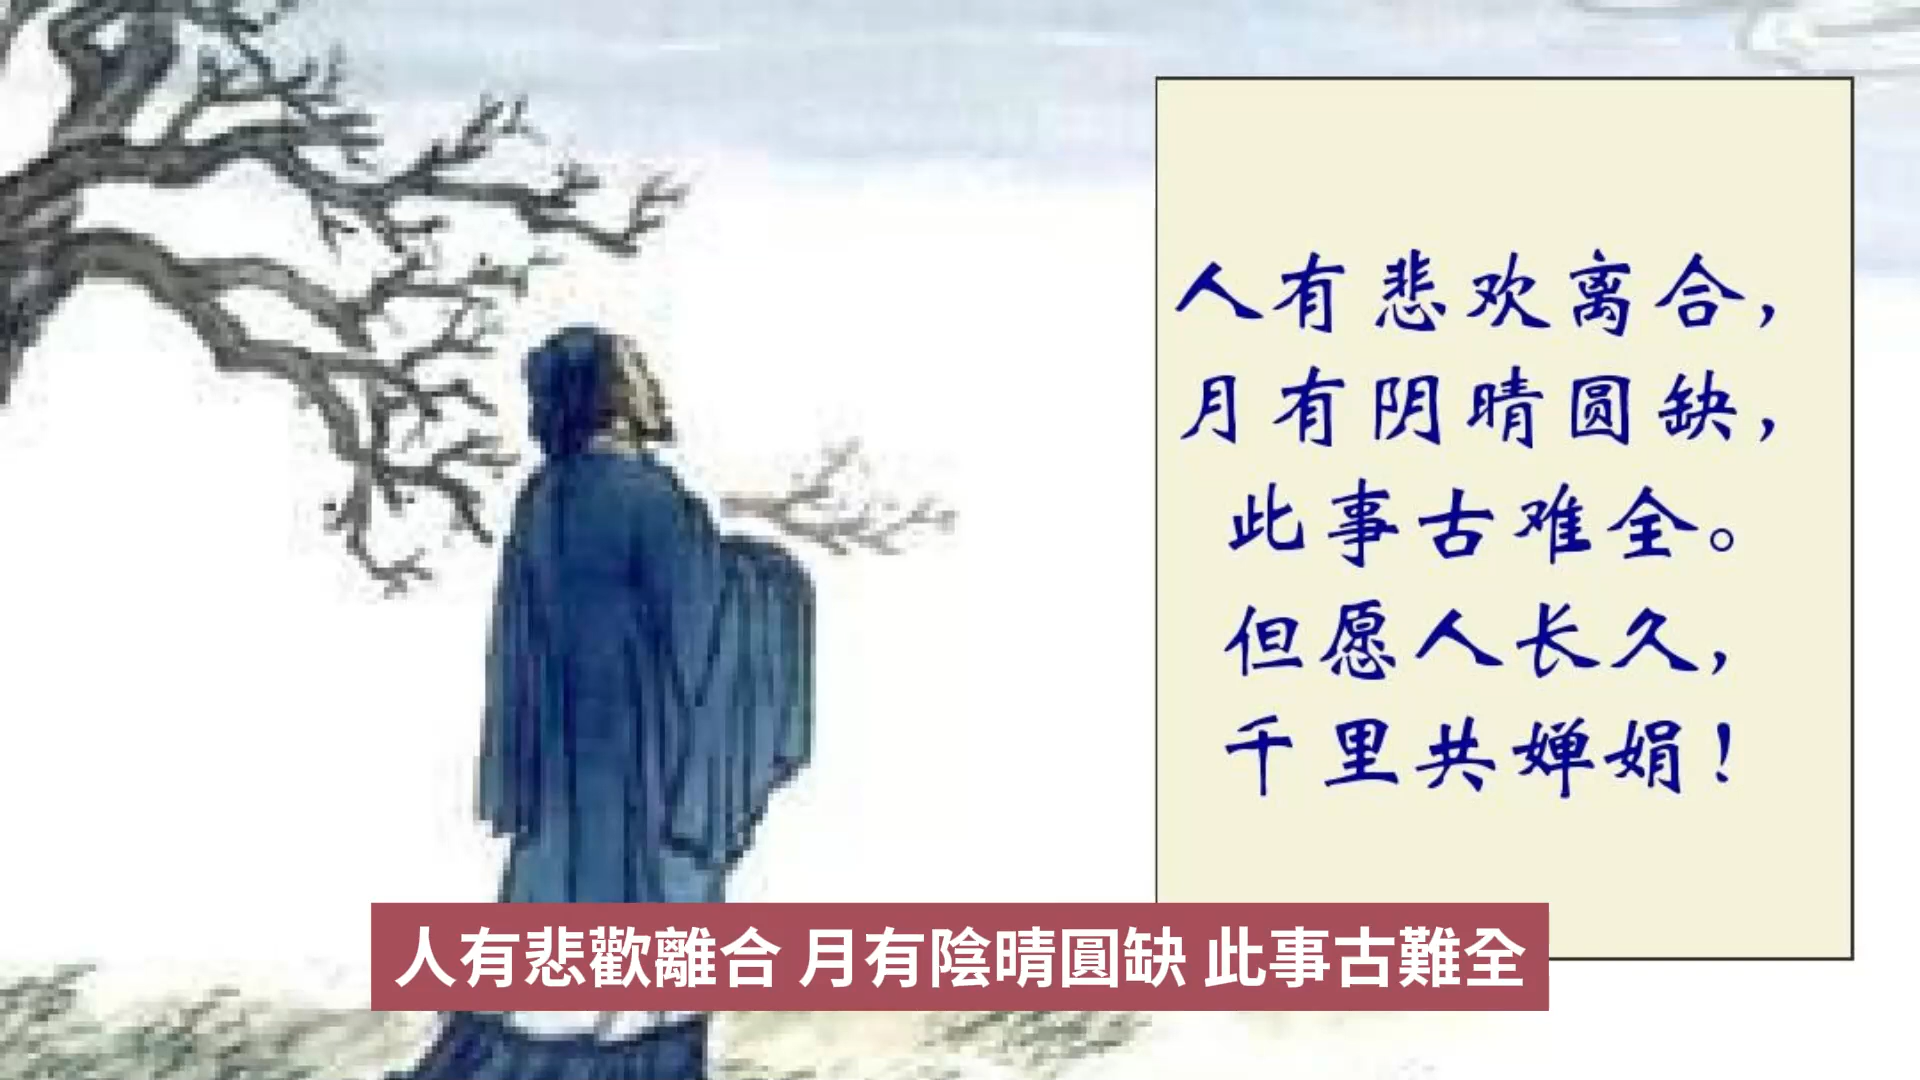 人有悲欢离合，
月有阴晴圆缺，
此事古难全。
但愿人长久，
千里共婵娟！
人有悲歡離合 月有陰晴圓缺 此事古難全